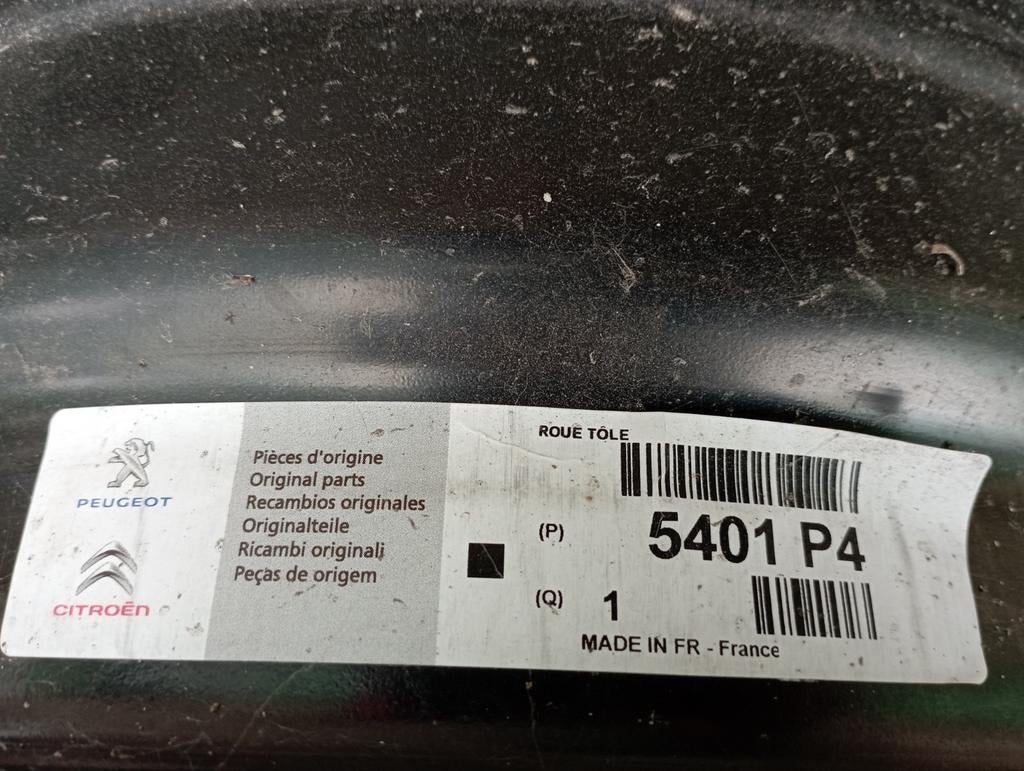 PEUGEOT
CITROËN
Pièces d'origine
Original parts
Recambios originales
Originalteile
Ricambi originali
Peças de origem
ROUE TÔLE
(P) 5401 P4
(Q) 1
MADE IN FR - France